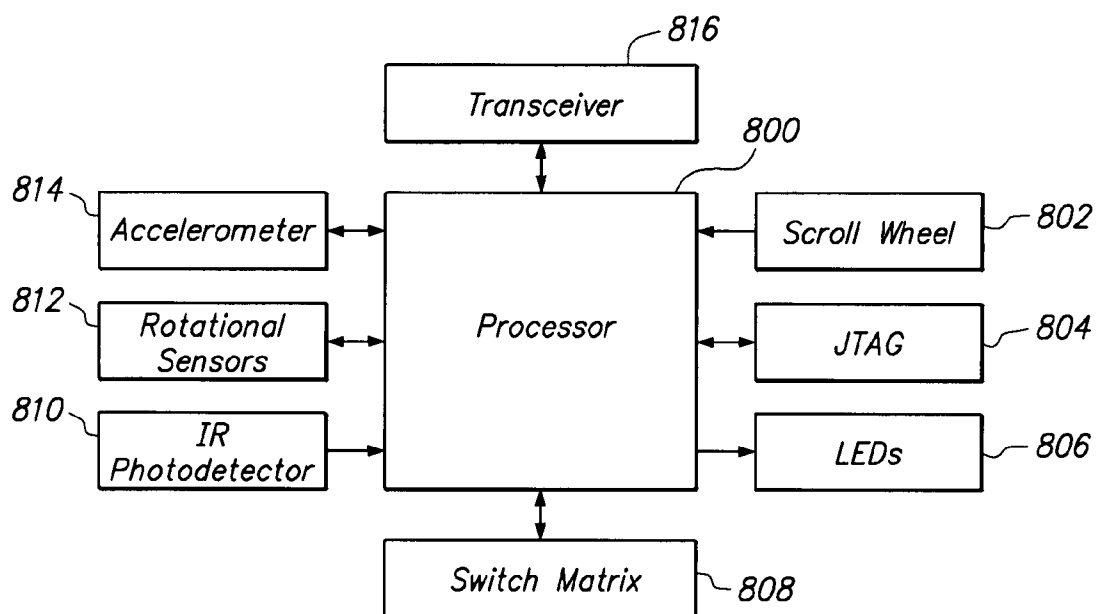 816
Transceiver
800
814
Accelerometer
Scroll Wheel
802
812
Rotational
Sensors
Processor
JTAG
804
810
IR
Photodetector
LEDs
806
Switch Matrix
808